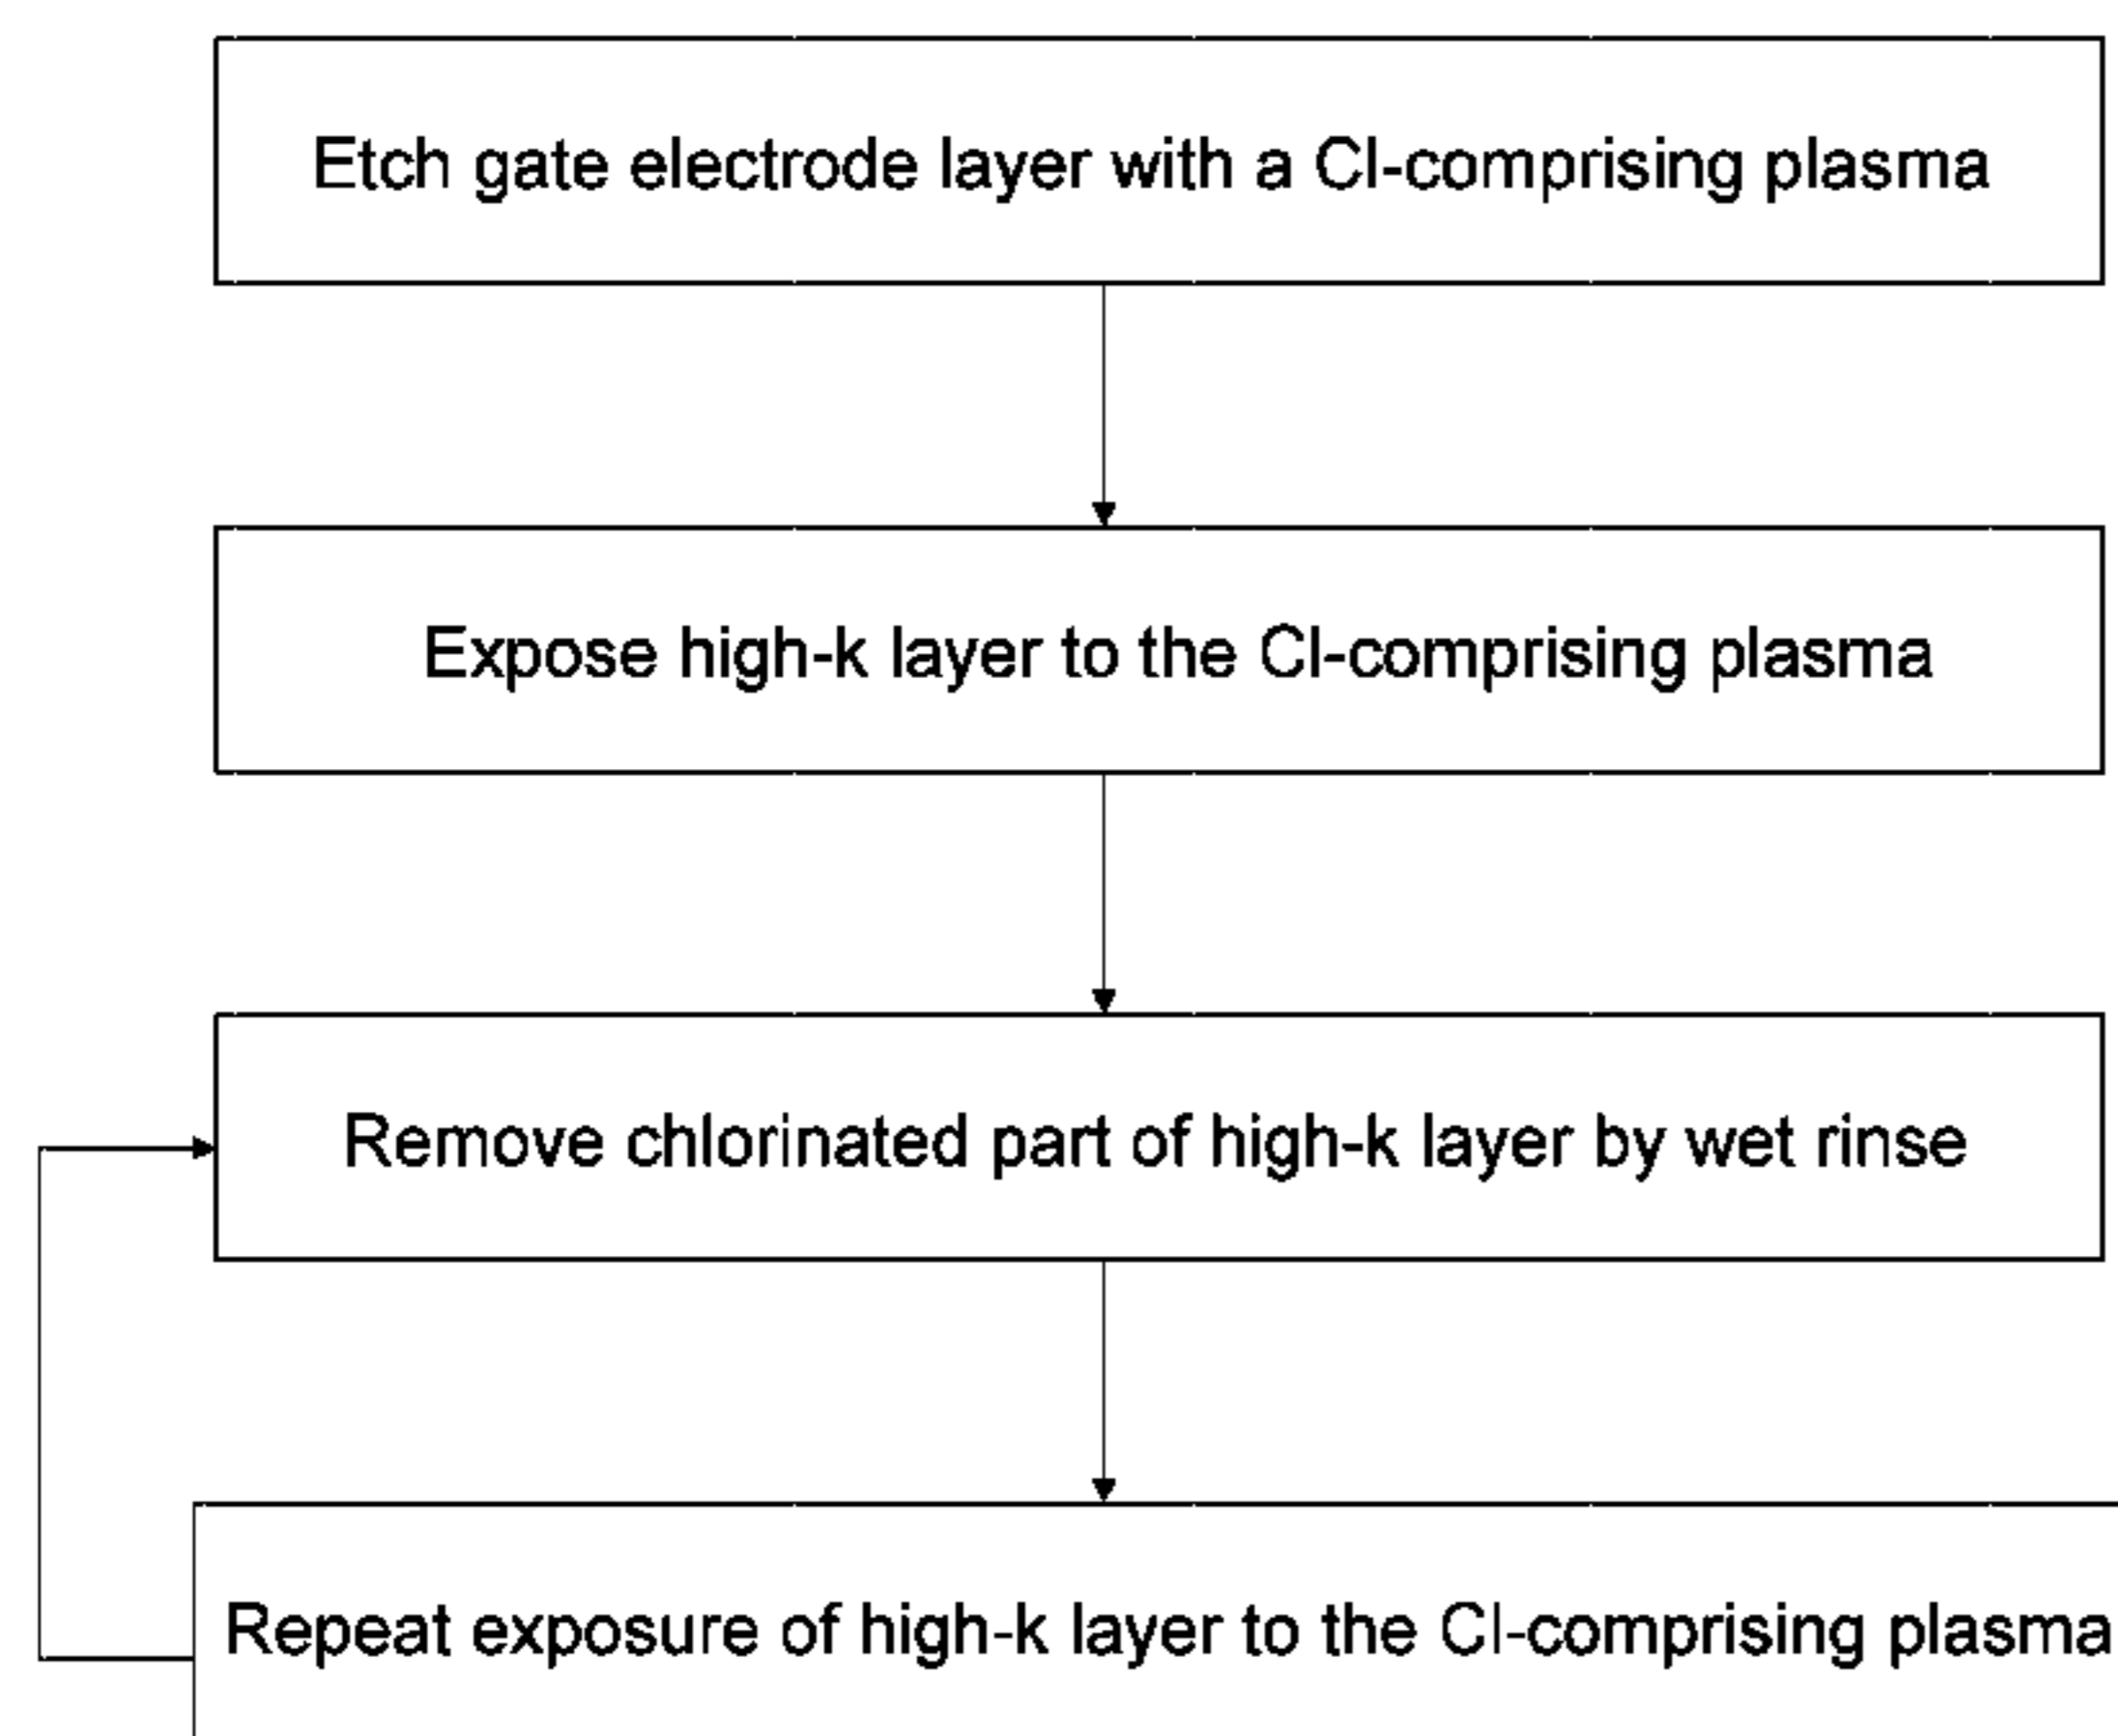 Etch gate electrode layer with a Cl-comprising plasma
Expose high-k layer to the Cl-comprising plasma
Remove chlorinated part of high-k layer by wet rinse
Repeat exposure of high-k layer to the Cl-comprising plasma